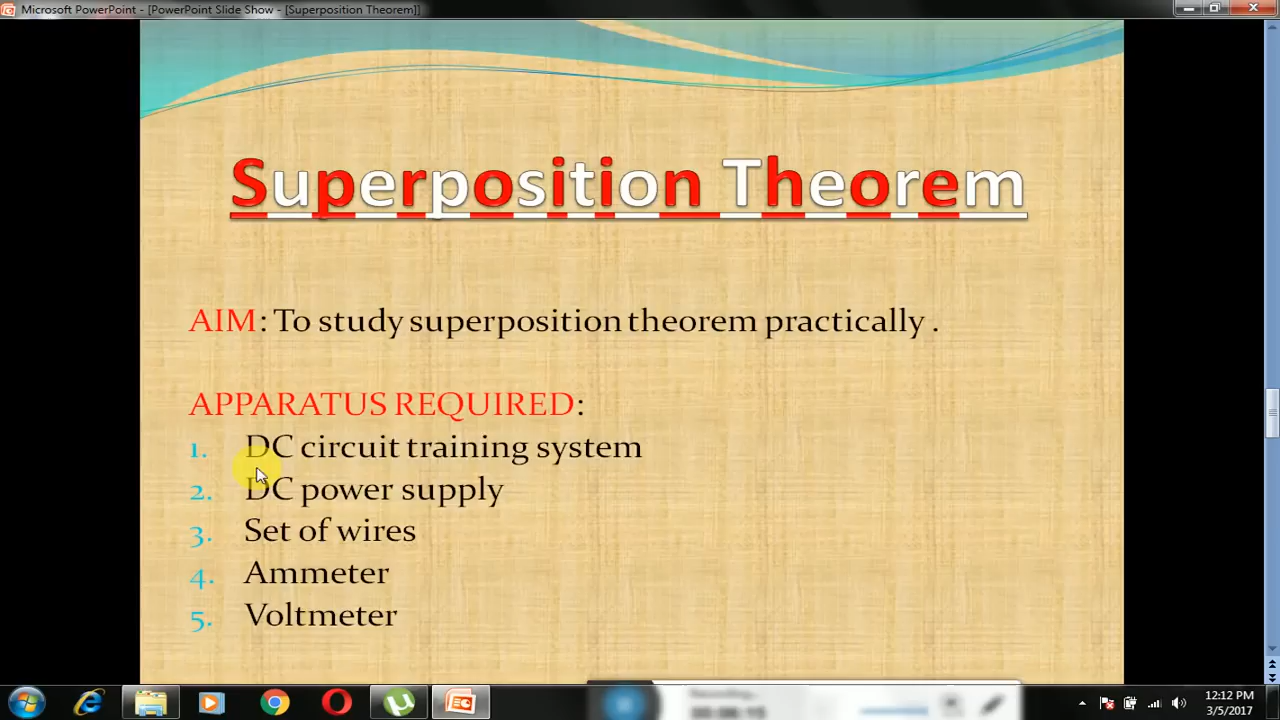 Microsoft PowerPoint - [PowerPoint Slide Show - [Superposition Theorem]]
Superposition Theorem
AIM: To study superposition theorem practically .
APPARATUS REQUIRED:
1. DC circuit training system
2. DC power supply
3. Set of wires
4. Ammeter
5. Voltmeter
Recording...
12:12 PM
3/5/2017